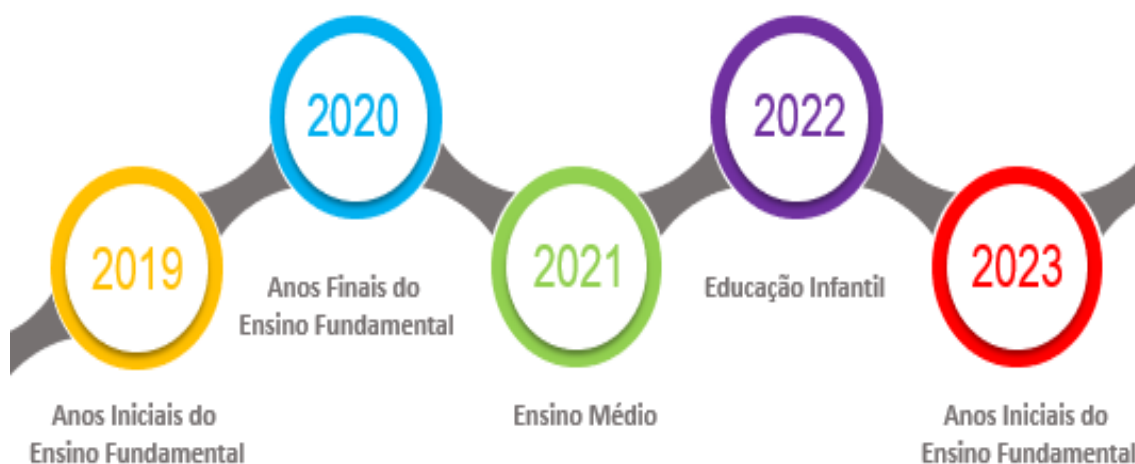 2019
Anos Iniciais do
Ensino Fundamental
2020
Anos Finais do
Ensino Fundamental
2021
Ensino Médio
2022
Educação Infantil
2023
Anos Iniciais do
Ensino Fundamental